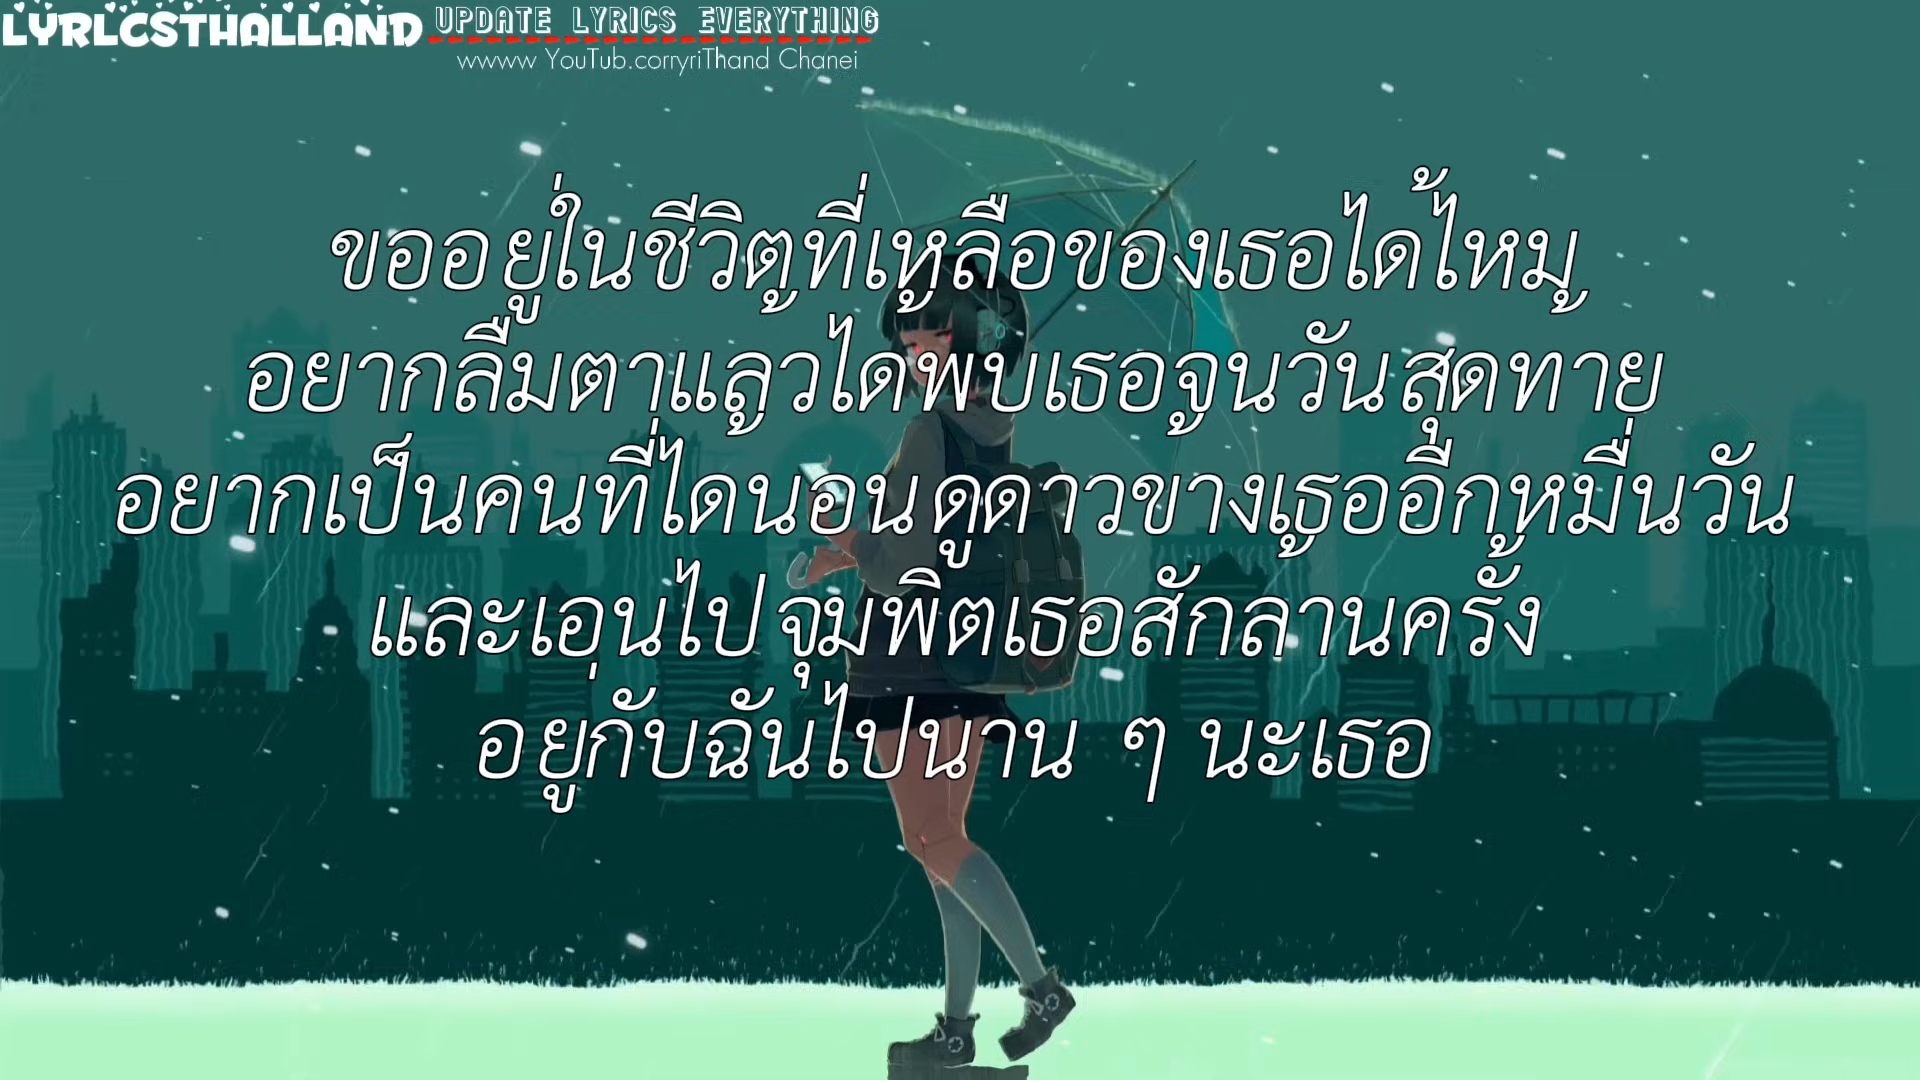 LYRLCSTHALLAND
UPDATE LYRICS EVERYTHING
wwww YouTub.corryriThand Chanei
ขออยู่ในชีวิตุที่เหุลือของเธอได้ไหมุ
อยากลืมตาแลุวไดพบเธอจูนวันสุดทายุ
อยากเป็นคนที่ไดนอนดูดาวขางเธุออีกหุมื่นวัน
และเอุนไปจุมพิตเธอสักลานครั้ง
อยูกับฉันไปนาน ๆ นะเธอ